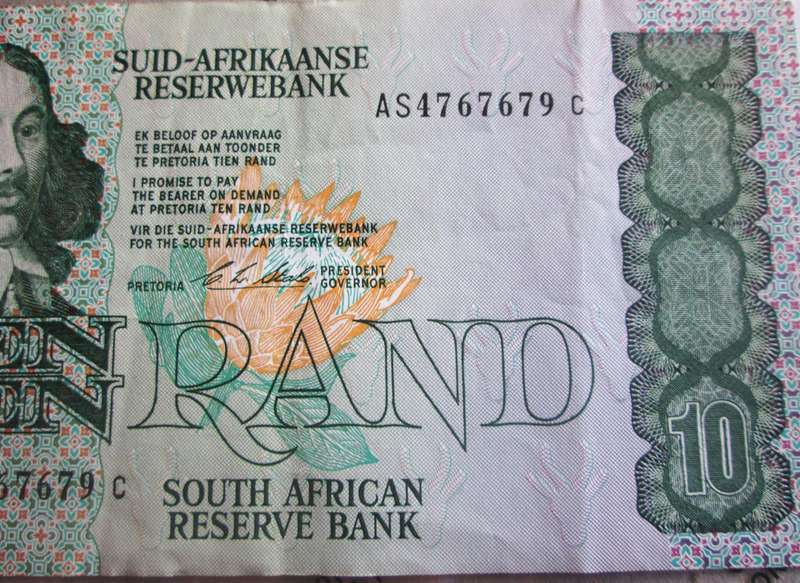 SUID-AFRIKAANSE
RESERWEBANK
AS4767679 C
EK BELOOF OP AANVRAAG
TE BETAAL AAN TOONDER
TE PRETORIA TIEN RAND
I PROMISE TO PAY
THE BEARER ON DEMAND
AT PRETORIA TEN RAND
VIR DIE SUID-AFRIKAANSE RESERWEBANK
FOR THE SOUTH AFRICAN RESERVE BANK
PRETORIA
PRESIDENT
GOVERNOR
RAND
10
67679 C
SOUTH AFRICAN
RESERVE BANK